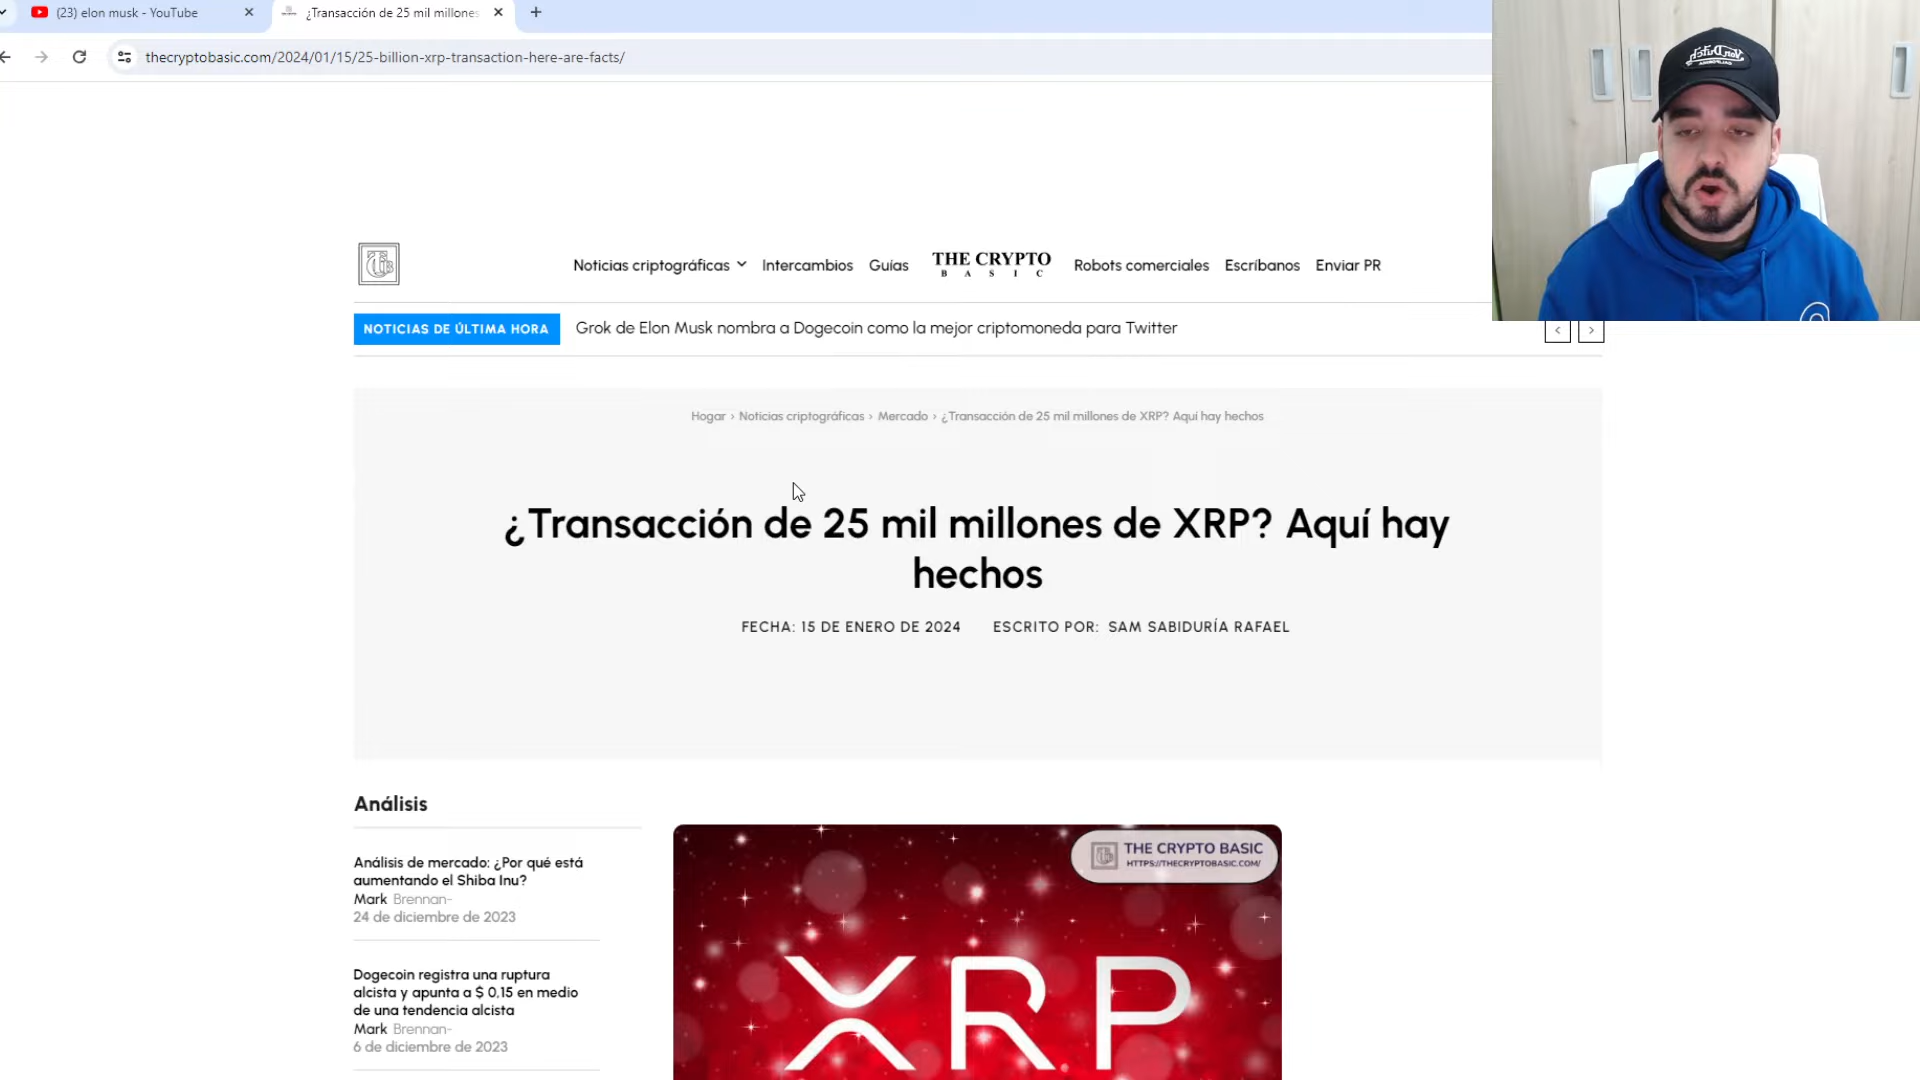 (23) elon musk - YouTube
¿Transacción de 25 mil millones
thecryptobasic.com/2024/01/15/25-billion-xrp-transaction-here-are-facts/
Noticias criptográficas Intercambios Guías THE CRYPTO BASIC Robots comerciales Escríbanos Enviar PR
NOTICIAS DE ÚLTIMA HORA Grok de Elon Musk nombra a Dogecoin como la mejor criptomoneda para Twitter
Hogar › Noticias criptográficas › Mercado › ¿Transacción de 25 mil millones de XRP? Aquí hay hechos
¿Transacción de 25 mil millones de XRP? Aquí hay
hechos
FECHA: 15 DE ENERO DE 2024 ESCRITO POR: SAM SABIDURÍA RAFAEL
Análisis
Análisis de mercado: ¿Por qué está
aumentando el Shiba Inu?
Mark Brennan-
24 de diciembre de 2023
Dogecoin registra una ruptura
alcista y apunta a $ 0,15 en medio
de una tendencia alcista
Mark Brennan-
6 de diciembre de 2023
THE CRYPTO BASIC
HTTPS://THECRYPTOBASIC.COM/
XRP
Von Dutch